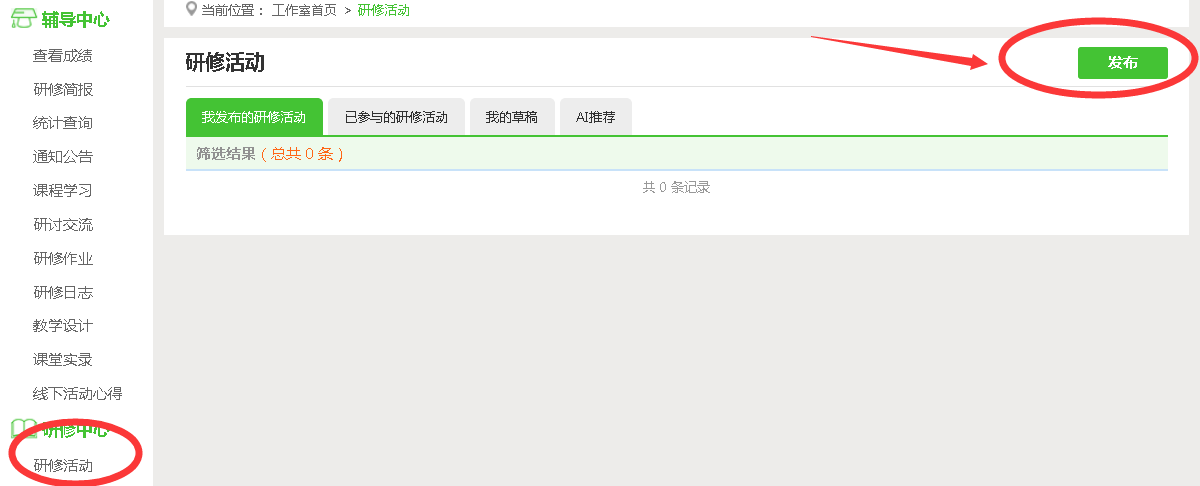 辅导中心
查看成绩
研修简报
统计查询
通知公告
课程学习
研讨交流
研修作业
研修日志
教学设计
课堂实录
线下活动心得
研修中心
研修活动
当前位置： 工作室首页 > 研修活动
研修活动
发布
我发布的研修活动 已参与的研修活动 我的草稿 AI推荐
筛选结果（总共 0 条）
共 0 条记录